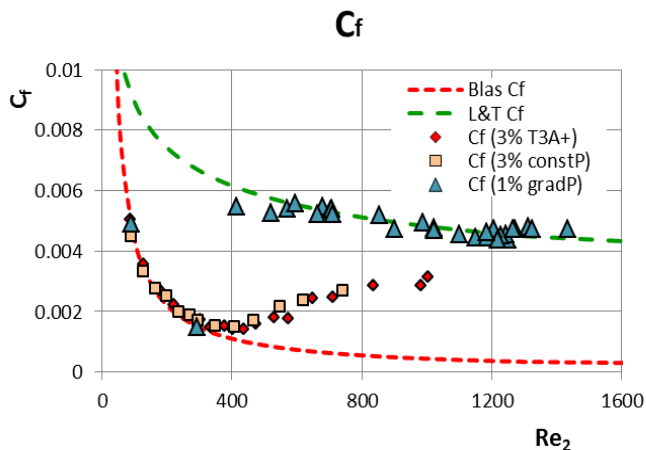 Cf
Cf
0.01
0.008
0.006
0.004
0.002
0
0
400
800
1200
1600
Re2
Blas Cf
L&T Cf
Cf (3% T3A+)
Cf (3% constP)
Cf (1% gradP)